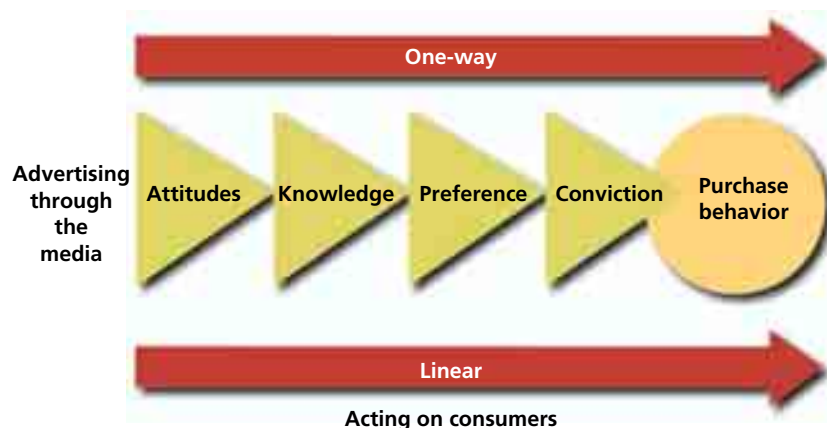 One-way
Advertising
through
the
media
Attitudes
Knowledge
Preference
Conviction
Purchase
behavior
Linear
Acting on consumers